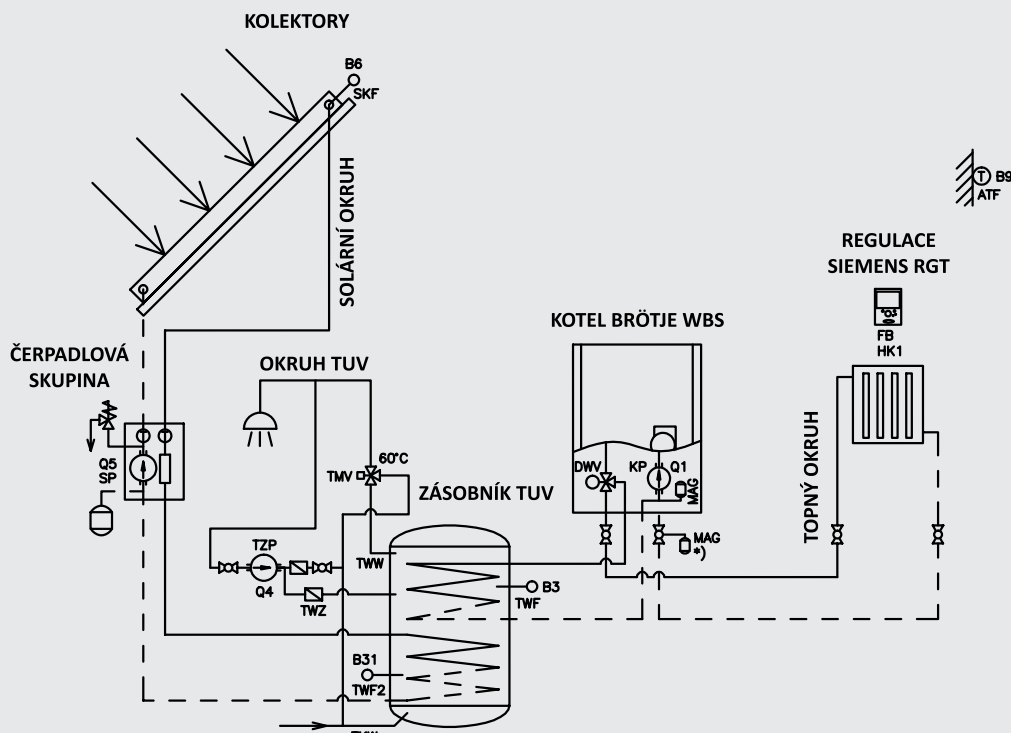 KOLEKTORY
B6
SKF
SOLÁRNÍ OKRUH
T
B9
ATF
REGULACE
SIEMENS RGT
FB
HK1
KOTEL BRÖTJE WBS
ČERPADLOVÁ
SKUPINA
OKRUH TUV
Q5
SP
60°C
TMV
ZÁSOBNÍK TUV
DWV
KP
Q1
MAG
MAG
*)
TOPNÝ OKRUH
TZP
Q4
TWZ
TWW
B3
TWF
B31
TWF2